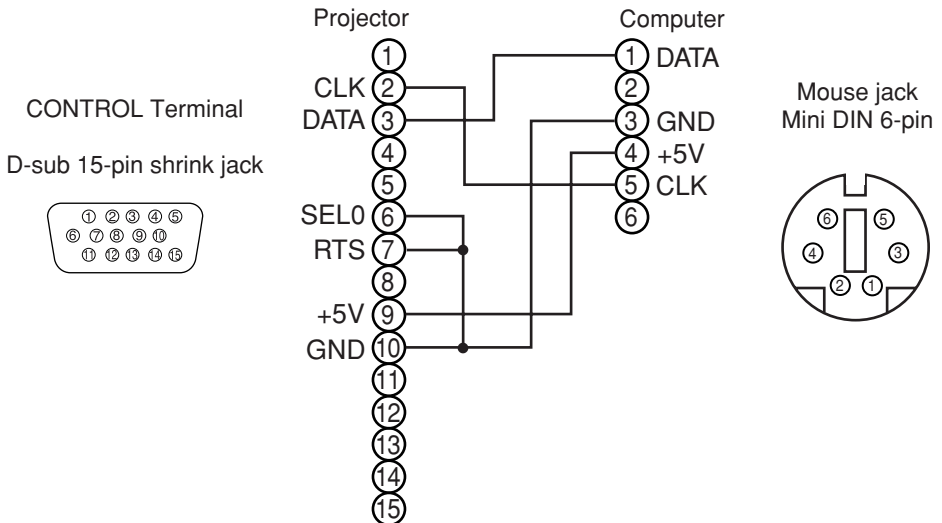 Projector
Computer
1
CLK 2
DATA 3
4
5
SEL0 6
RTS 7
8
+5V 9
GND 10
11
12
13
14
15
1 DATA
2
3 GND
4 +5V
5 CLK
6
CONTROL Terminal
D-sub 15-pin shrink jack
1 2 3 4 5
6 7 8 9 10
11 12 13 14 15
Mouse jack
Mini DIN 6-pin
6 5
4 3
2 1